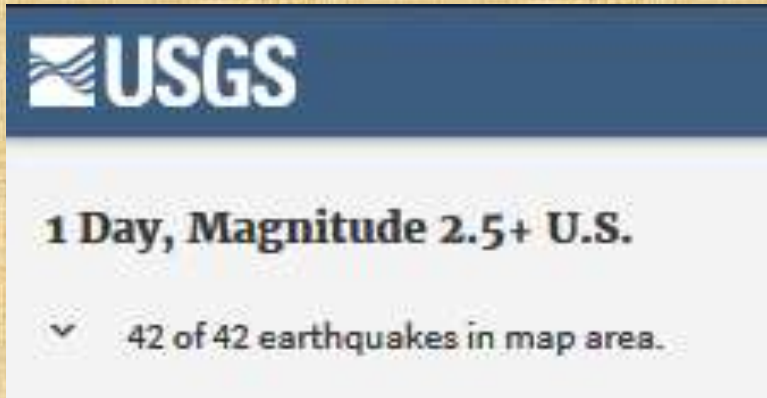 USGS
1 Day, Magnitude 2.5+ U.S.
42 of 42 earthquakes in map area.